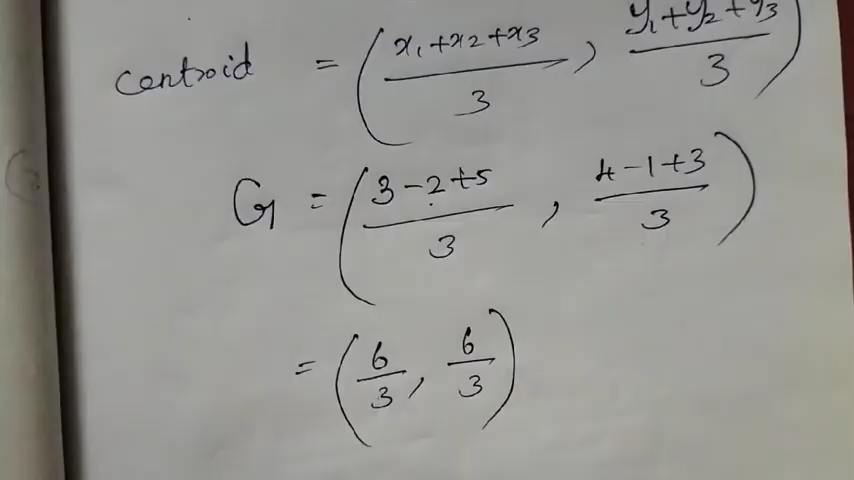 centroid = (x₁+x₂+x₃/3, y₁+y₂+y₃/3)
G = (3-2+5/3, 4-1+3/3)
= (6/3, 6/3)